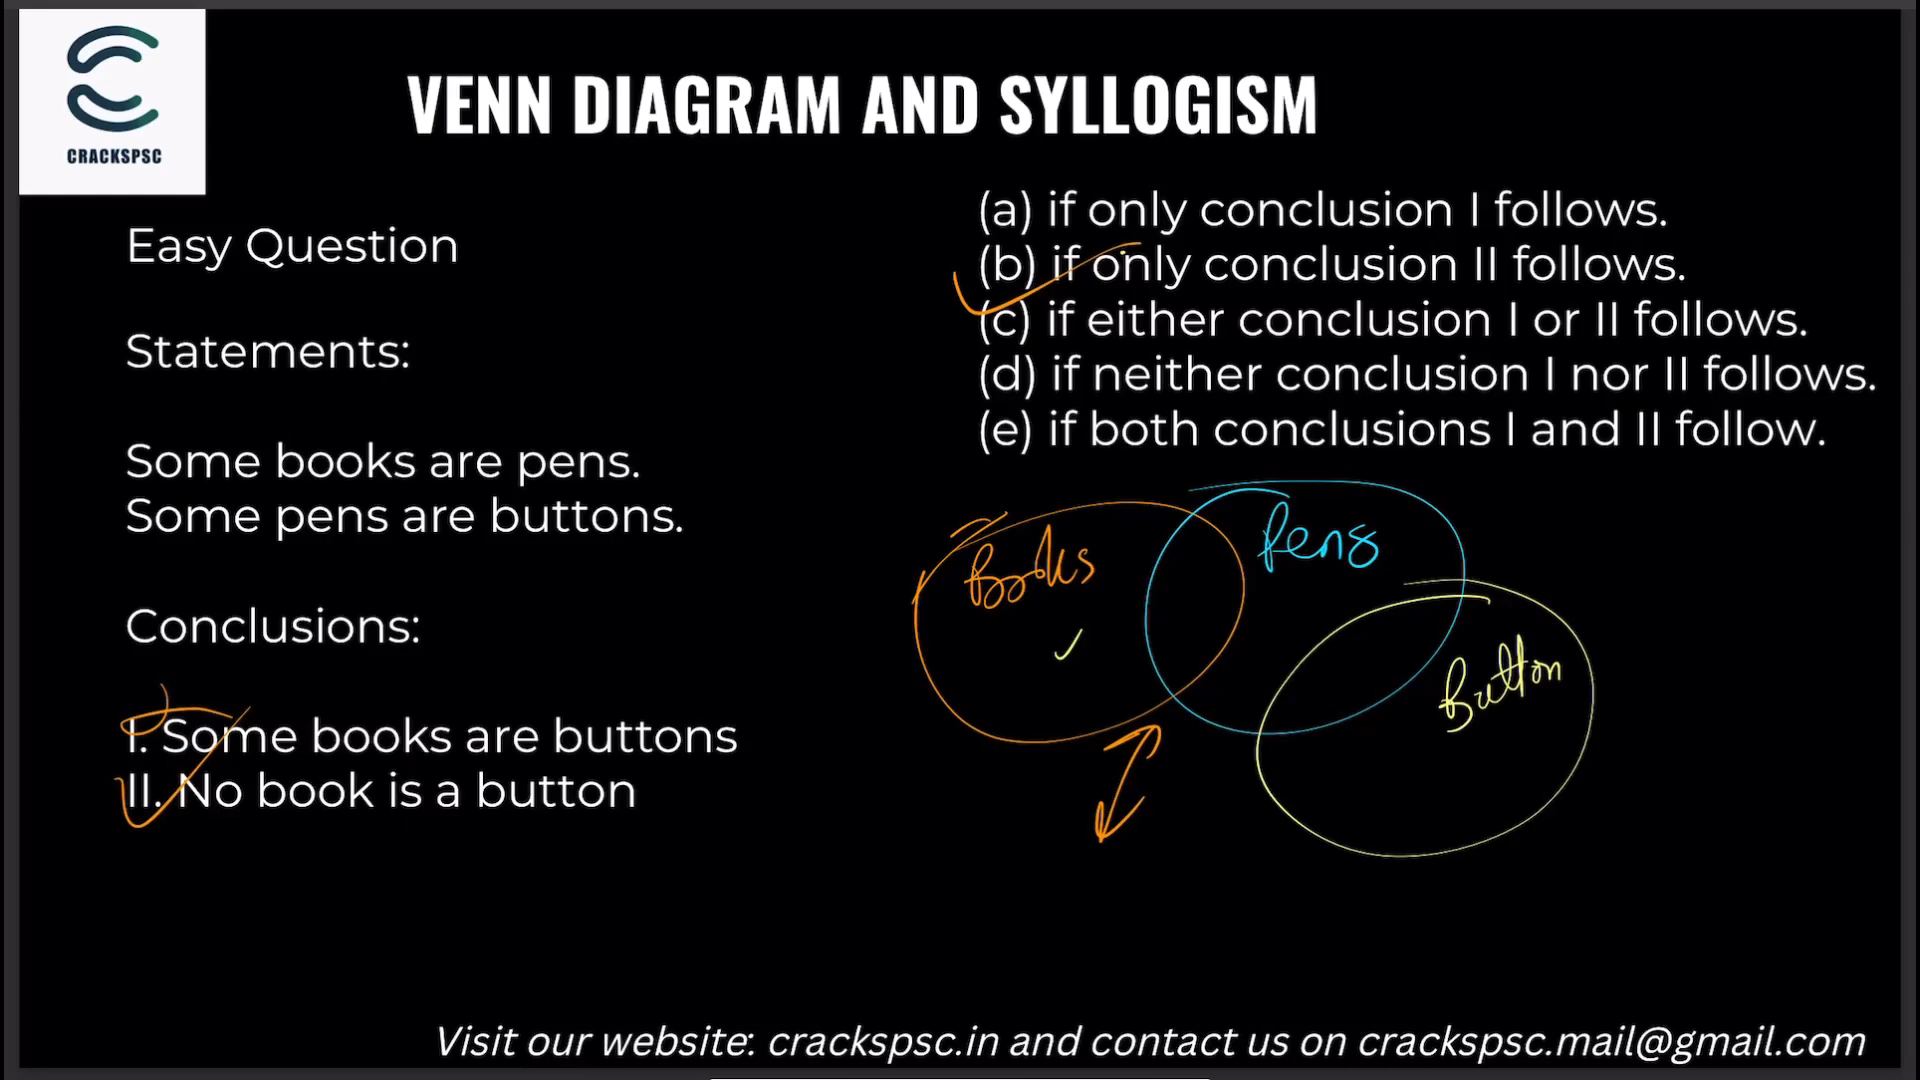 CRACKSPSC
VENN DIAGRAM AND SYLLOGISM
Easy Question
Statements:
Some books are pens.
Some pens are buttons.
Conclusions:
I. Some books are buttons
II. No book is a button
(a) if only conclusion I follows.
(b) if only conclusion II follows.
(c) if either conclusion I or II follows.
(d) if neither conclusion I nor II follows.
(e) if both conclusions I and II follow.
Books
Pens
Button
Visit our website: crackspsc.in and contact us on crackspsc.mail@gmail.com